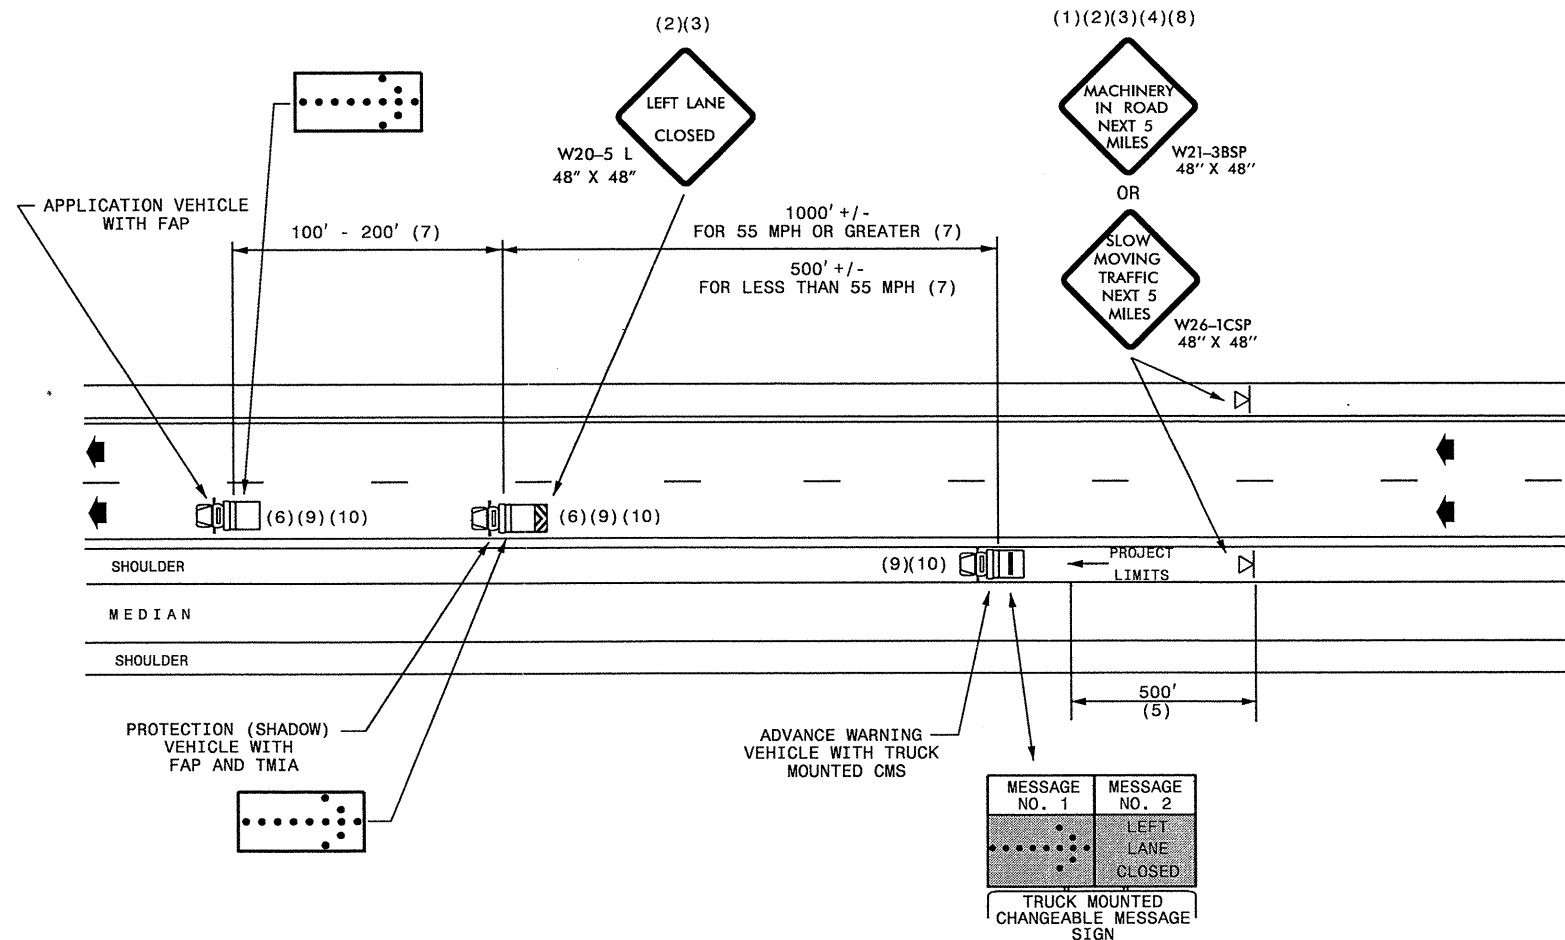 (2)(3)
(1)(2)(3)(4)(8)
LEFT LANE
CLOSED
W20-5 L
48" X 48"
MACHINERY
IN ROAD
NEXT 5
MILES
W21-3BSP
48" X 48"
OR
SLOW
MOVING
TRAFFIC
NEXT 5
MILES
W26-1CSP
48" X 48"
APPLICATION VEHICLE
WITH FAP
100' - 200' (7)
1000' +/-
FOR 55 MPH OR GREATER (7)
500' +/-
FOR LESS THAN 55 MPH (7)
(6)(9)(10)
(6)(9)(10)
SHOULDER
(9)(10)
PROJECT
LIMITS
MEDIAN
SHOULDER
500'
(5)
PROTECTION (SHADOW)
VEHICLE WITH
FAP AND TMIA
ADVANCE WARNING
VEHICLE WITH TRUCK
MOUNTED CMS
MESSAGE
NO. 1
MESSAGE
NO. 2
LEFT
LANE
CLOSED
TRUCK MOUNTED
CHANGEABLE MESSAGE
SIGN